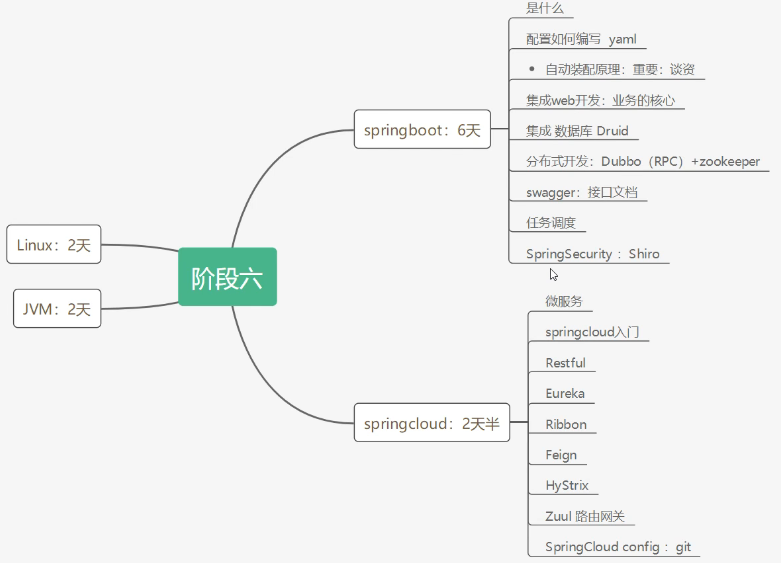 阶段六
springboot：6天
是什么
配置如何编写 yaml
自动装配原理：重要：谈资
集成web开发：业务的核心
集成 数据库 Druid
分布式开发：Dubbo（RPC）+zookeeper
swagger：接口文档
任务调度
SpringSecurity ：Shiro
springcloud：2天半
微服务
springcloud入门
Restful
Eureka
Ribbon
Feign
HyStrix
Zuul 路由网关
SpringCloud config ：git
Linux：2天
JVM：2天